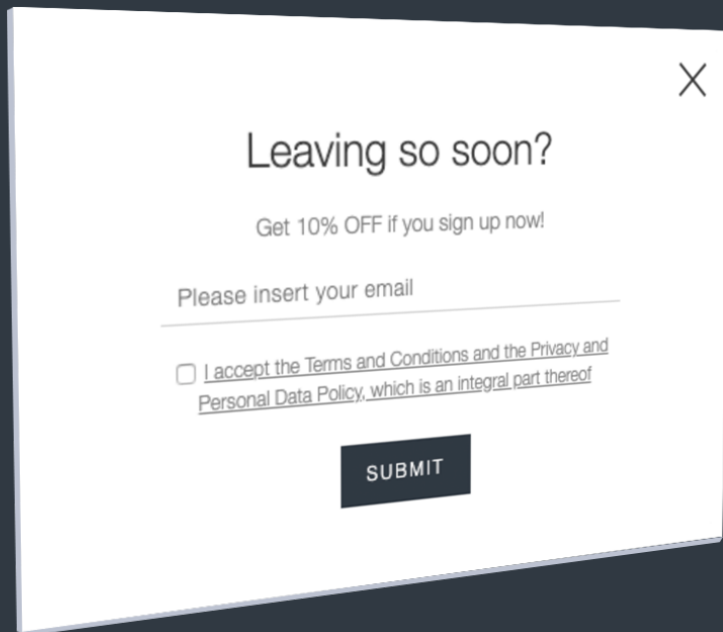 Leaving so soon?
Get 10% OFF if you sign up now!
Please insert your email
I accept the Terms and Conditions and the Privacy and
Personal Data Policy, which is an integral part thereof
SUBMIT